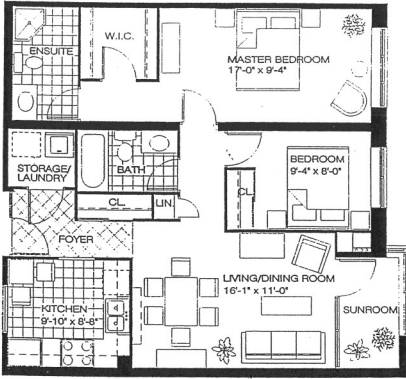 W.I.C.
ENSUITE
MASTER BEDROOM
17'-0" x 9'-4"
STORAGE/
LAUNDRY
BATH
BEDROOM
9'-4" x 8'-0"
CL.
CL.
LIN.
FOYER
LIVING/DINING ROOM
16'-1" x 11'-0"
KITCHEN
9'-10" x 8'-8"
SUNROOM